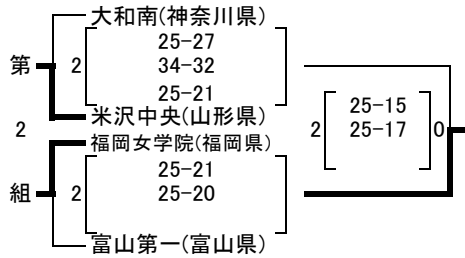 大和南(神奈川県)
25-27
第 2 34-32
25-21
米沢中央(山形県)
25-15
2 2 25-17 0
福岡女学院(福岡県)
25-21
組 2 25-20
富山第一(富山県)